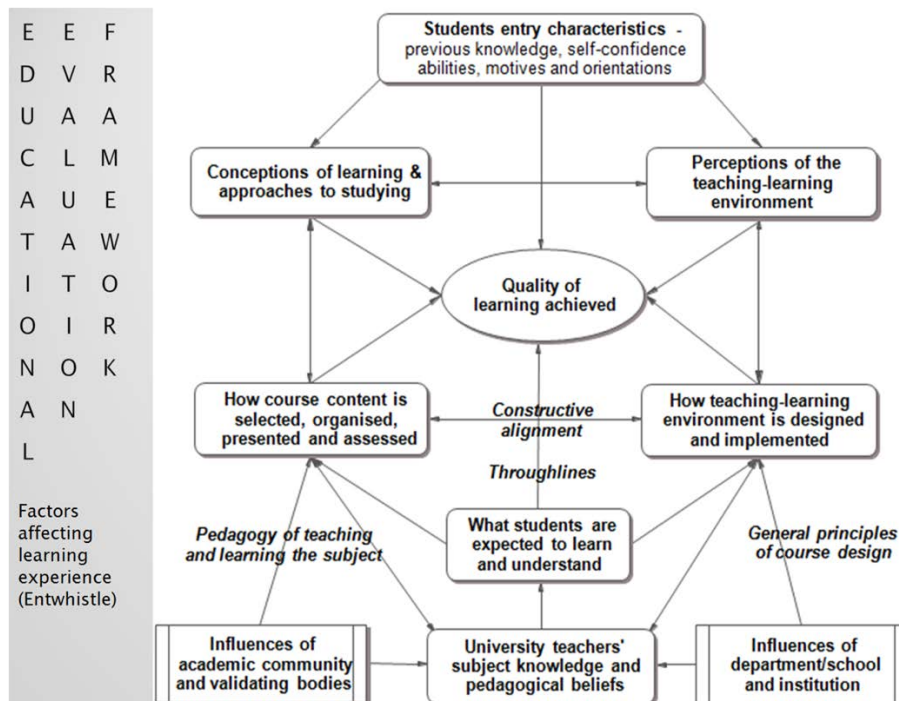 EDUCATIONAL
EVALUATION
FRAMEWORK
Factors
affecting
learning
experience
(Entwhistle)
Students entry characteristics -
previous knowledge, self-confidence
abilities, motives and orientations
Conceptions of learning &
approaches to studying
Perceptions of the
teaching-learning
environment
Quality of
learning achieved
How course content is
selected, organised,
presented and assessed
Constructive
alignment
How teaching-learning
environment is designed
and implemented
Throughlines
Pedagogy of teaching
and learning the subject
What students are
expected to learn
and understand
General principles
of course design
Influences of
academic community
and validating bodies
University teachers'
subject knowledge and
pedagogical beliefs
Influences of
department/school
and institution